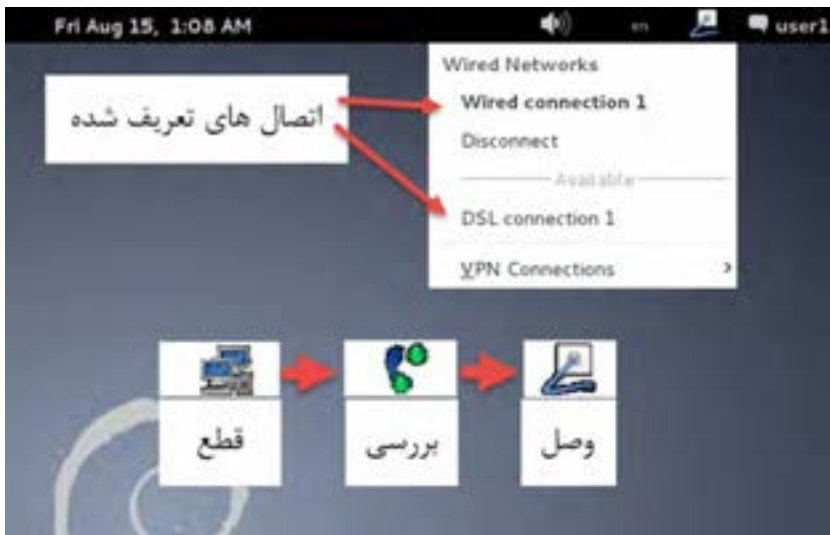 Fri Aug 15, 1:08 AM
en
user1
Wired Networks
Wired connection 1
Disconnect
Available
DSL connection 1
VPN Connections
اتصال های تعریف شده
قطع
بررسی
وصل